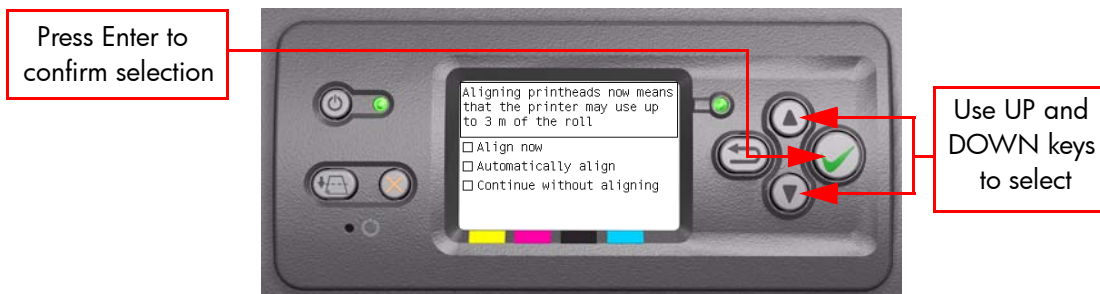 Press Enter to
confirm selection
Aligning printheads now means
that the printer may use up
to 3 m of the roll
Align now
Automatically align
Continue without aligning
Use UP and
DOWN keys
to select